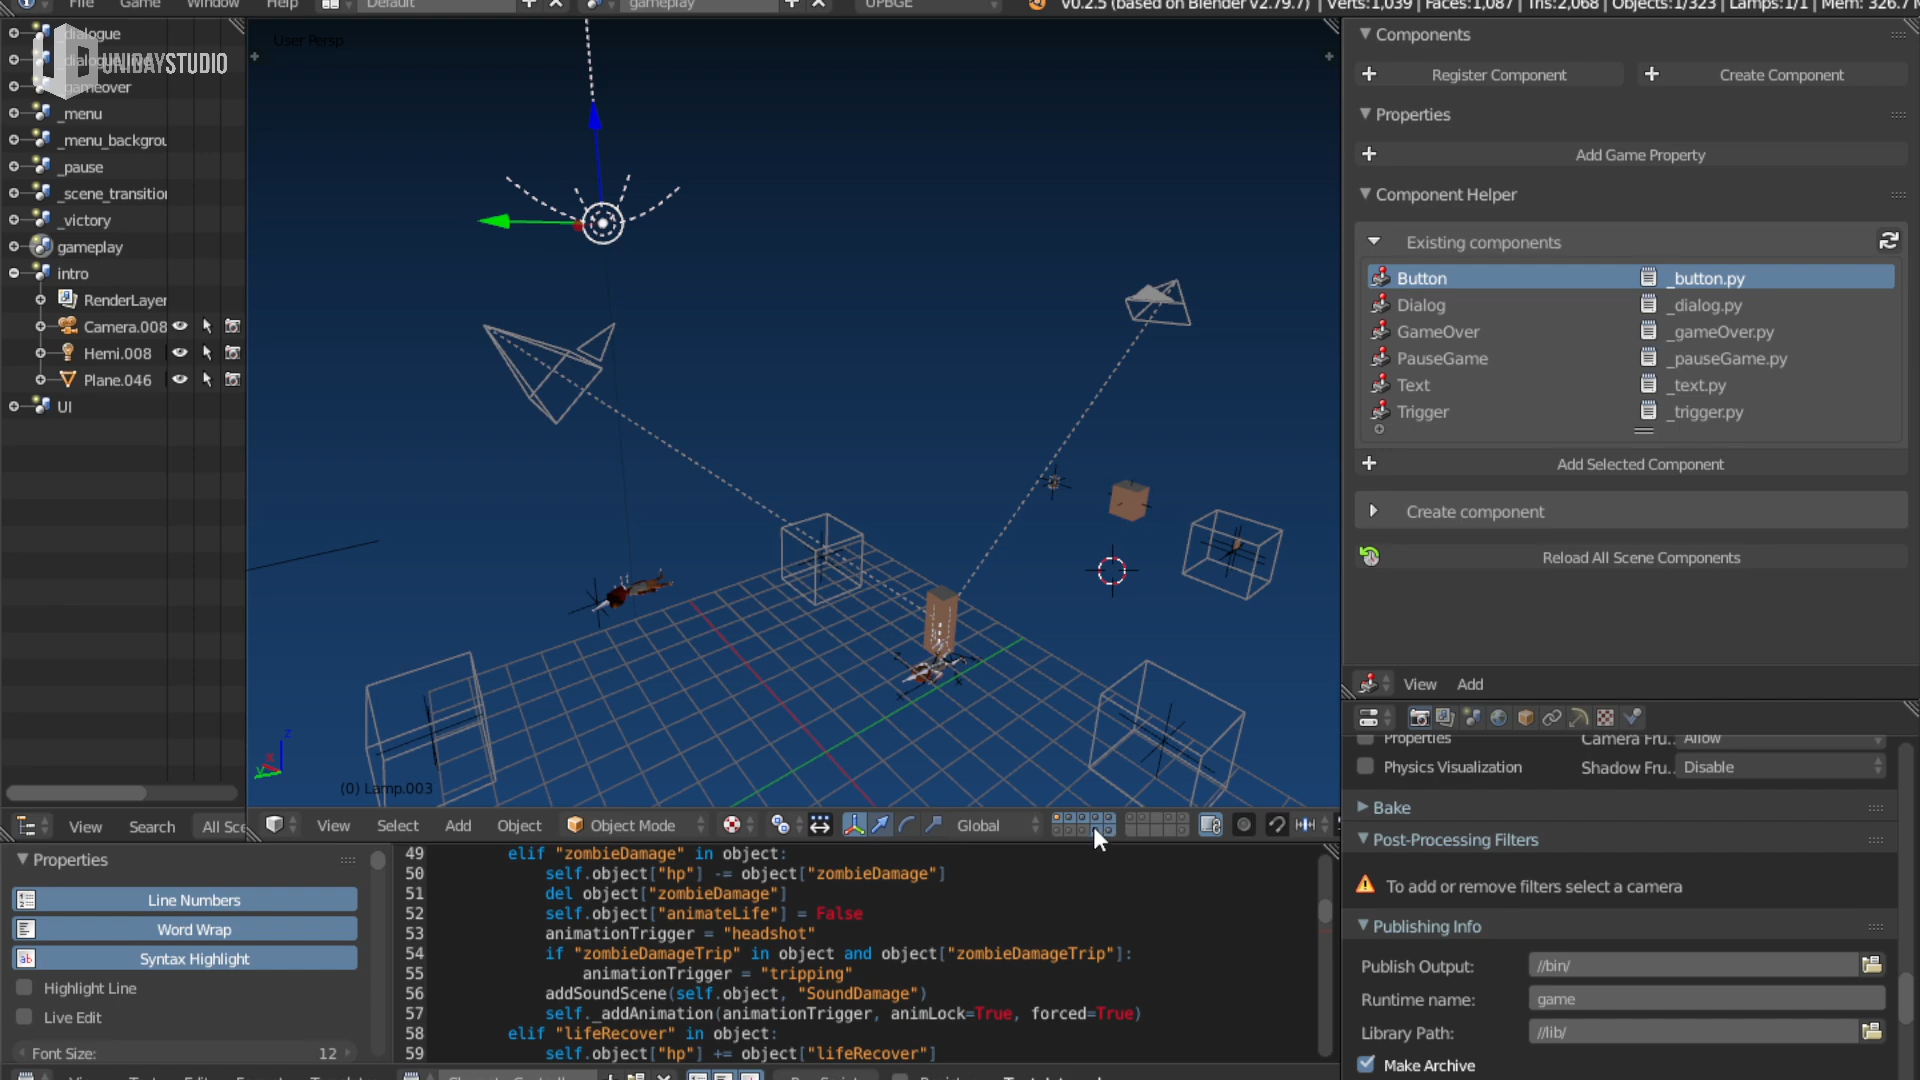 File Game Window Help Default gameplay UPBGE v0.2.5 (based on Blender v2.79.7) | Verts:1,039 | Faces:1,087 | Tris:2,068 | Objects:1/323 | Lamps:1/1 | Mem: 326.7
UNIDAY STUDIO
gameover
_menu
_menu_backgrou
_pause
_scene_transition
_victory
gameplay
intro
RenderLayer
Camera.008
Hemi.008
Plane.046
UI
View Search All Sce
User Persp
(0) Lamp.003
View Select Add Object Object Mode Global
Components
Register Component Create Component
Properties
Add Game Property
Component Helper
Existing components
Button _button.py
Dialog _dialog.py
GameOver _gameOver.py
PauseGame _pauseGame.py
Text _text.py
Trigger _trigger.py
Add Selected Component
Create component
Reload All Scene Components
View Add
Properties Camera Fru.. Allow
Physics Visualization Shadow Fru.. Disable
Bake
Post-Processing Filters
To add or remove filters select a camera
Publishing Info
Publish Output: //bin/
Runtime name: game
Library Path: //lib/
Make Archive
Properties
Line Numbers
Word Wrap
Syntax Highlight
Highlight Line
Live Edit
Font Size: 12
49 elif "zombieDamage" in object:
50 self.object["hp"] -= object["zombieDamage"]
51 del object["zombieDamage"]
52 self.object["animateLife"] = False
53 animationTrigger = "headshot"
54 if "zombieDamageTrip" in object and object["zombieDamageTrip"]:
55 animationTrigger = "tripping"
56 addSoundScene(self.object, "SoundDamage")
57 self._addAnimation(animationTrigger, animLock=True, forced=True)
58 elif "lifeRecover" in object:
59 self.object["hp"] += object["lifeRecover"]